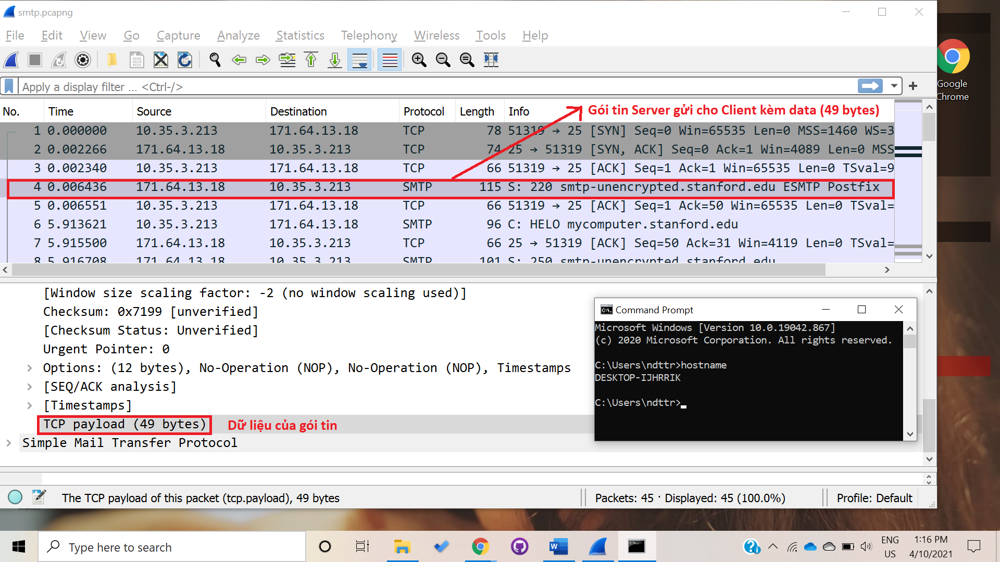 smtp.pcapng
File Edit View Go Capture Analyze Statistics Telephony Wireless Tools Help
Apply a display filter ... <Ctrl-/>
Google
Chrome
No. Time Source Destination Protocol Length Info
Gói tin Server gửi cho Client kèm data (49 bytes)
1 0.000000 10.35.3.213 171.64.13.18 TCP 78 51319 → 25 [SYN] Seq=0 Win=65535 Len=0 MSS=1460 WS=3
2 0.002266 171.64.13.18 10.35.3.213 TCP 74 25 → 51319 [SYN, ACK] Seq=0 Ack=1 Win=4089 Len=0 MSS
3 0.002340 10.35.3.213 171.64.13.18 TCP 66 51319 → 25 [ACK] Seq=1 Ack=1 Win=65535 Len=0 TSval=9
4 0.006436 171.64.13.18 10.35.3.213 SMTP 115 S: 220 smtp-unencrypted.stanford.edu ESMTP Postfix
5 0.006551 10.35.3.213 171.64.13.18 TCP 66 51319 → 25 [ACK] Seq=1 Ack=50 Win=65535 Len=0 TSval=
6 5.913621 10.35.3.213 171.64.13.18 SMTP 96 C: HELO mycomputer.stanford.edu
7 5.915500 171.64.13.18 10.35.3.213 TCP 66 25 → 51319 [ACK] Seq=50 Ack=31 Win=4119 Len=0 TSval=
8 5.916708 171.64.13.18 10.35.3.213 SMTP 101 S: 250 smtp-unencrypted.stanford.edu
[Window size scaling factor: -2 (no window scaling used)]
Checksum: 0x7199 [unverified]
[Checksum Status: Unverified]
Urgent Pointer: 0
Options: (12 bytes), No-Operation (NOP), No-Operation (NOP), Timestamps
[SEQ/ACK analysis]
[Timestamps]
TCP payload (49 bytes) Dữ liệu của gói tin
Simple Mail Transfer Protocol
Command Prompt
Microsoft Windows [Version 10.0.19042.867]
(c) 2020 Microsoft Corporation. All rights reserved.
C:\Users\ndttr>hostname
DESKTOP-IJHRRIK
C:\Users\ndttr>
The TCP payload of this packet (tcp.payload), 49 bytes
Packets: 45 · Displayed: 45 (100.0%)
Profile: Default
Type here to search
ENG
US
1:16 PM
4/10/2021